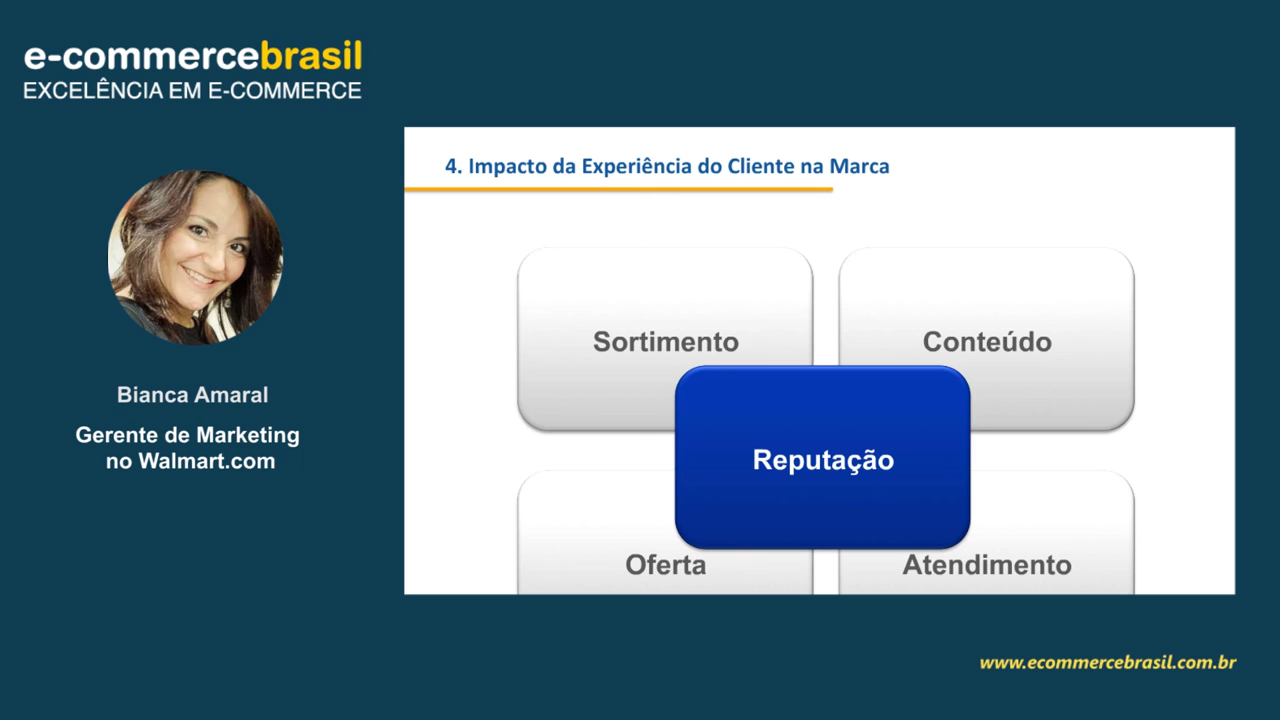 e-commercebrasil
EXCELÊNCIA EM E-COMMERCE
Bianca Amaral
Gerente de Marketing
no Walmart.com
4. Impacto da Experiência do Cliente na Marca
Sortimento
Conteúdo
Reputação
Oferta
Atendimento
www.ecommercebrasil.com.br